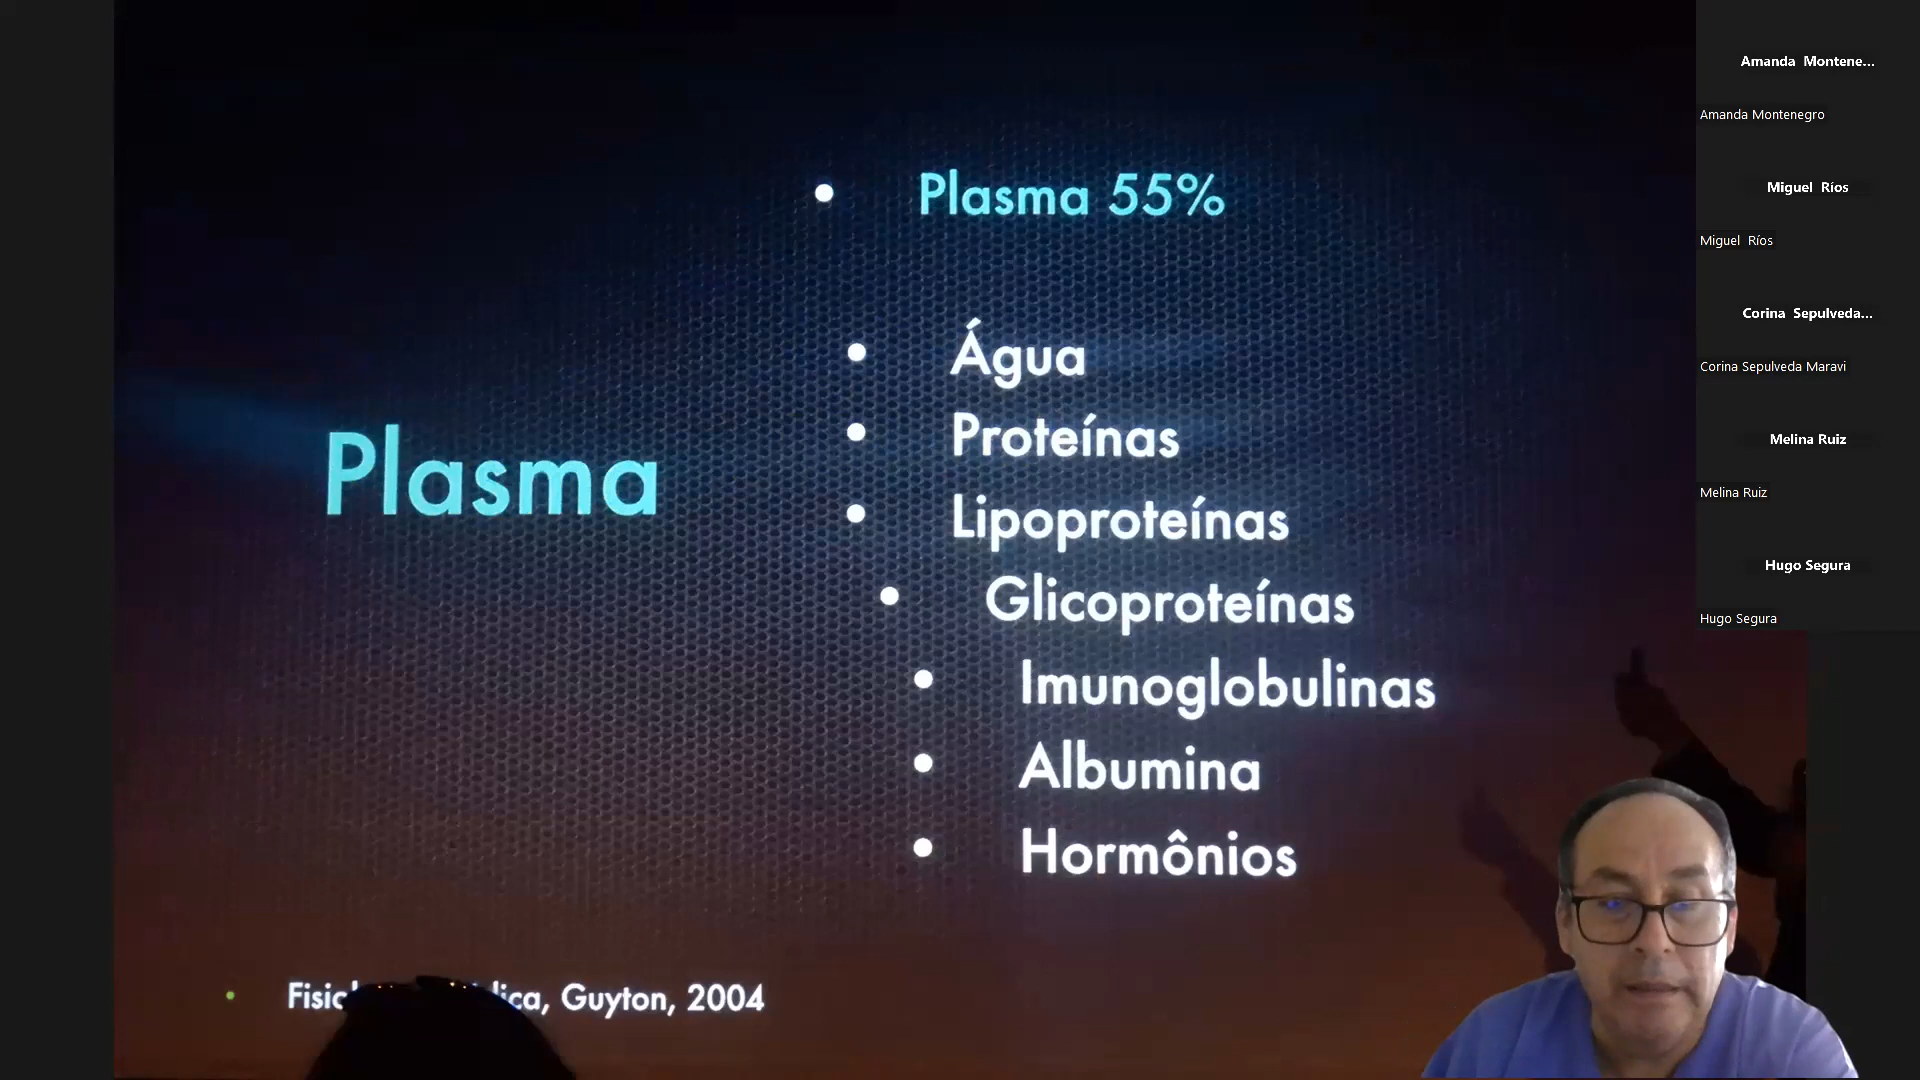 Plasma
Plasma 55%
Água
Proteínas
Lipoproteínas
Glicoproteínas
Imunoglobulinas
Albumina
Hormônios
Guyton, 2004
Amanda Montene...
Amanda Montenegro
Miguel Ríos
Miguel Ríos
Corina Sepulveda...
Corina Sepulveda Maravi
Melina Ruiz
Melina Ruiz
Hugo Segura
Hugo Segura